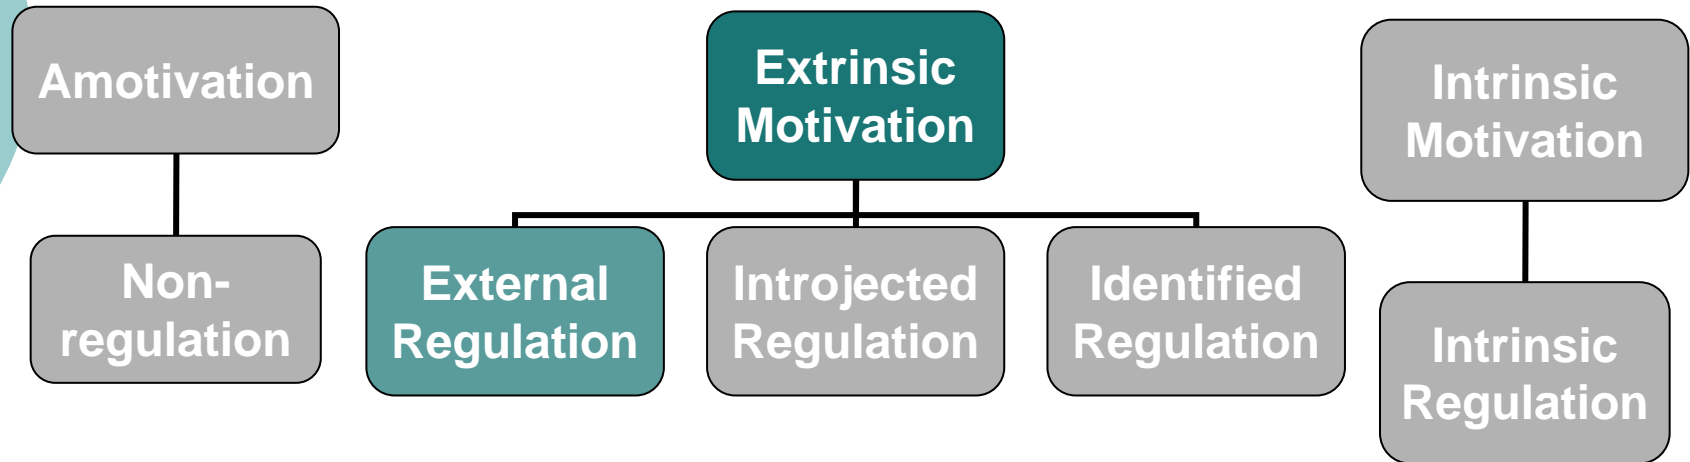 Amotivation
Extrinsic
Motivation
Intrinsic
Motivation
Non-
regulation
External
Regulation
Introjected
Regulation
Identified
Regulation
Intrinsic
Regulation